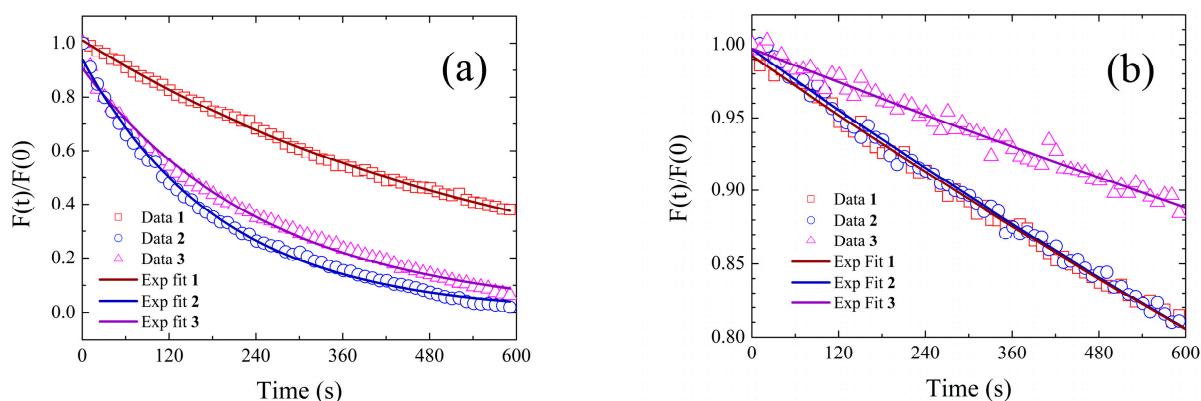 (a)
F(t)/F(0)
1.0
0.8
0.6
0.4
0.2
0.0
Data 1
Data 2
Data 3
Exp fit 1
Exp fit 2
Exp fit 3
0 120 240 360 480 600
Time (s)
(b)
F(t)/F(0)
1.00
0.95
0.90
0.85
0.80
Data 1
Data 2
Data 3
Exp Fit 1
Exp Fit 2
Exp Fit 3
0 120 240 360 480 600
Time (s)